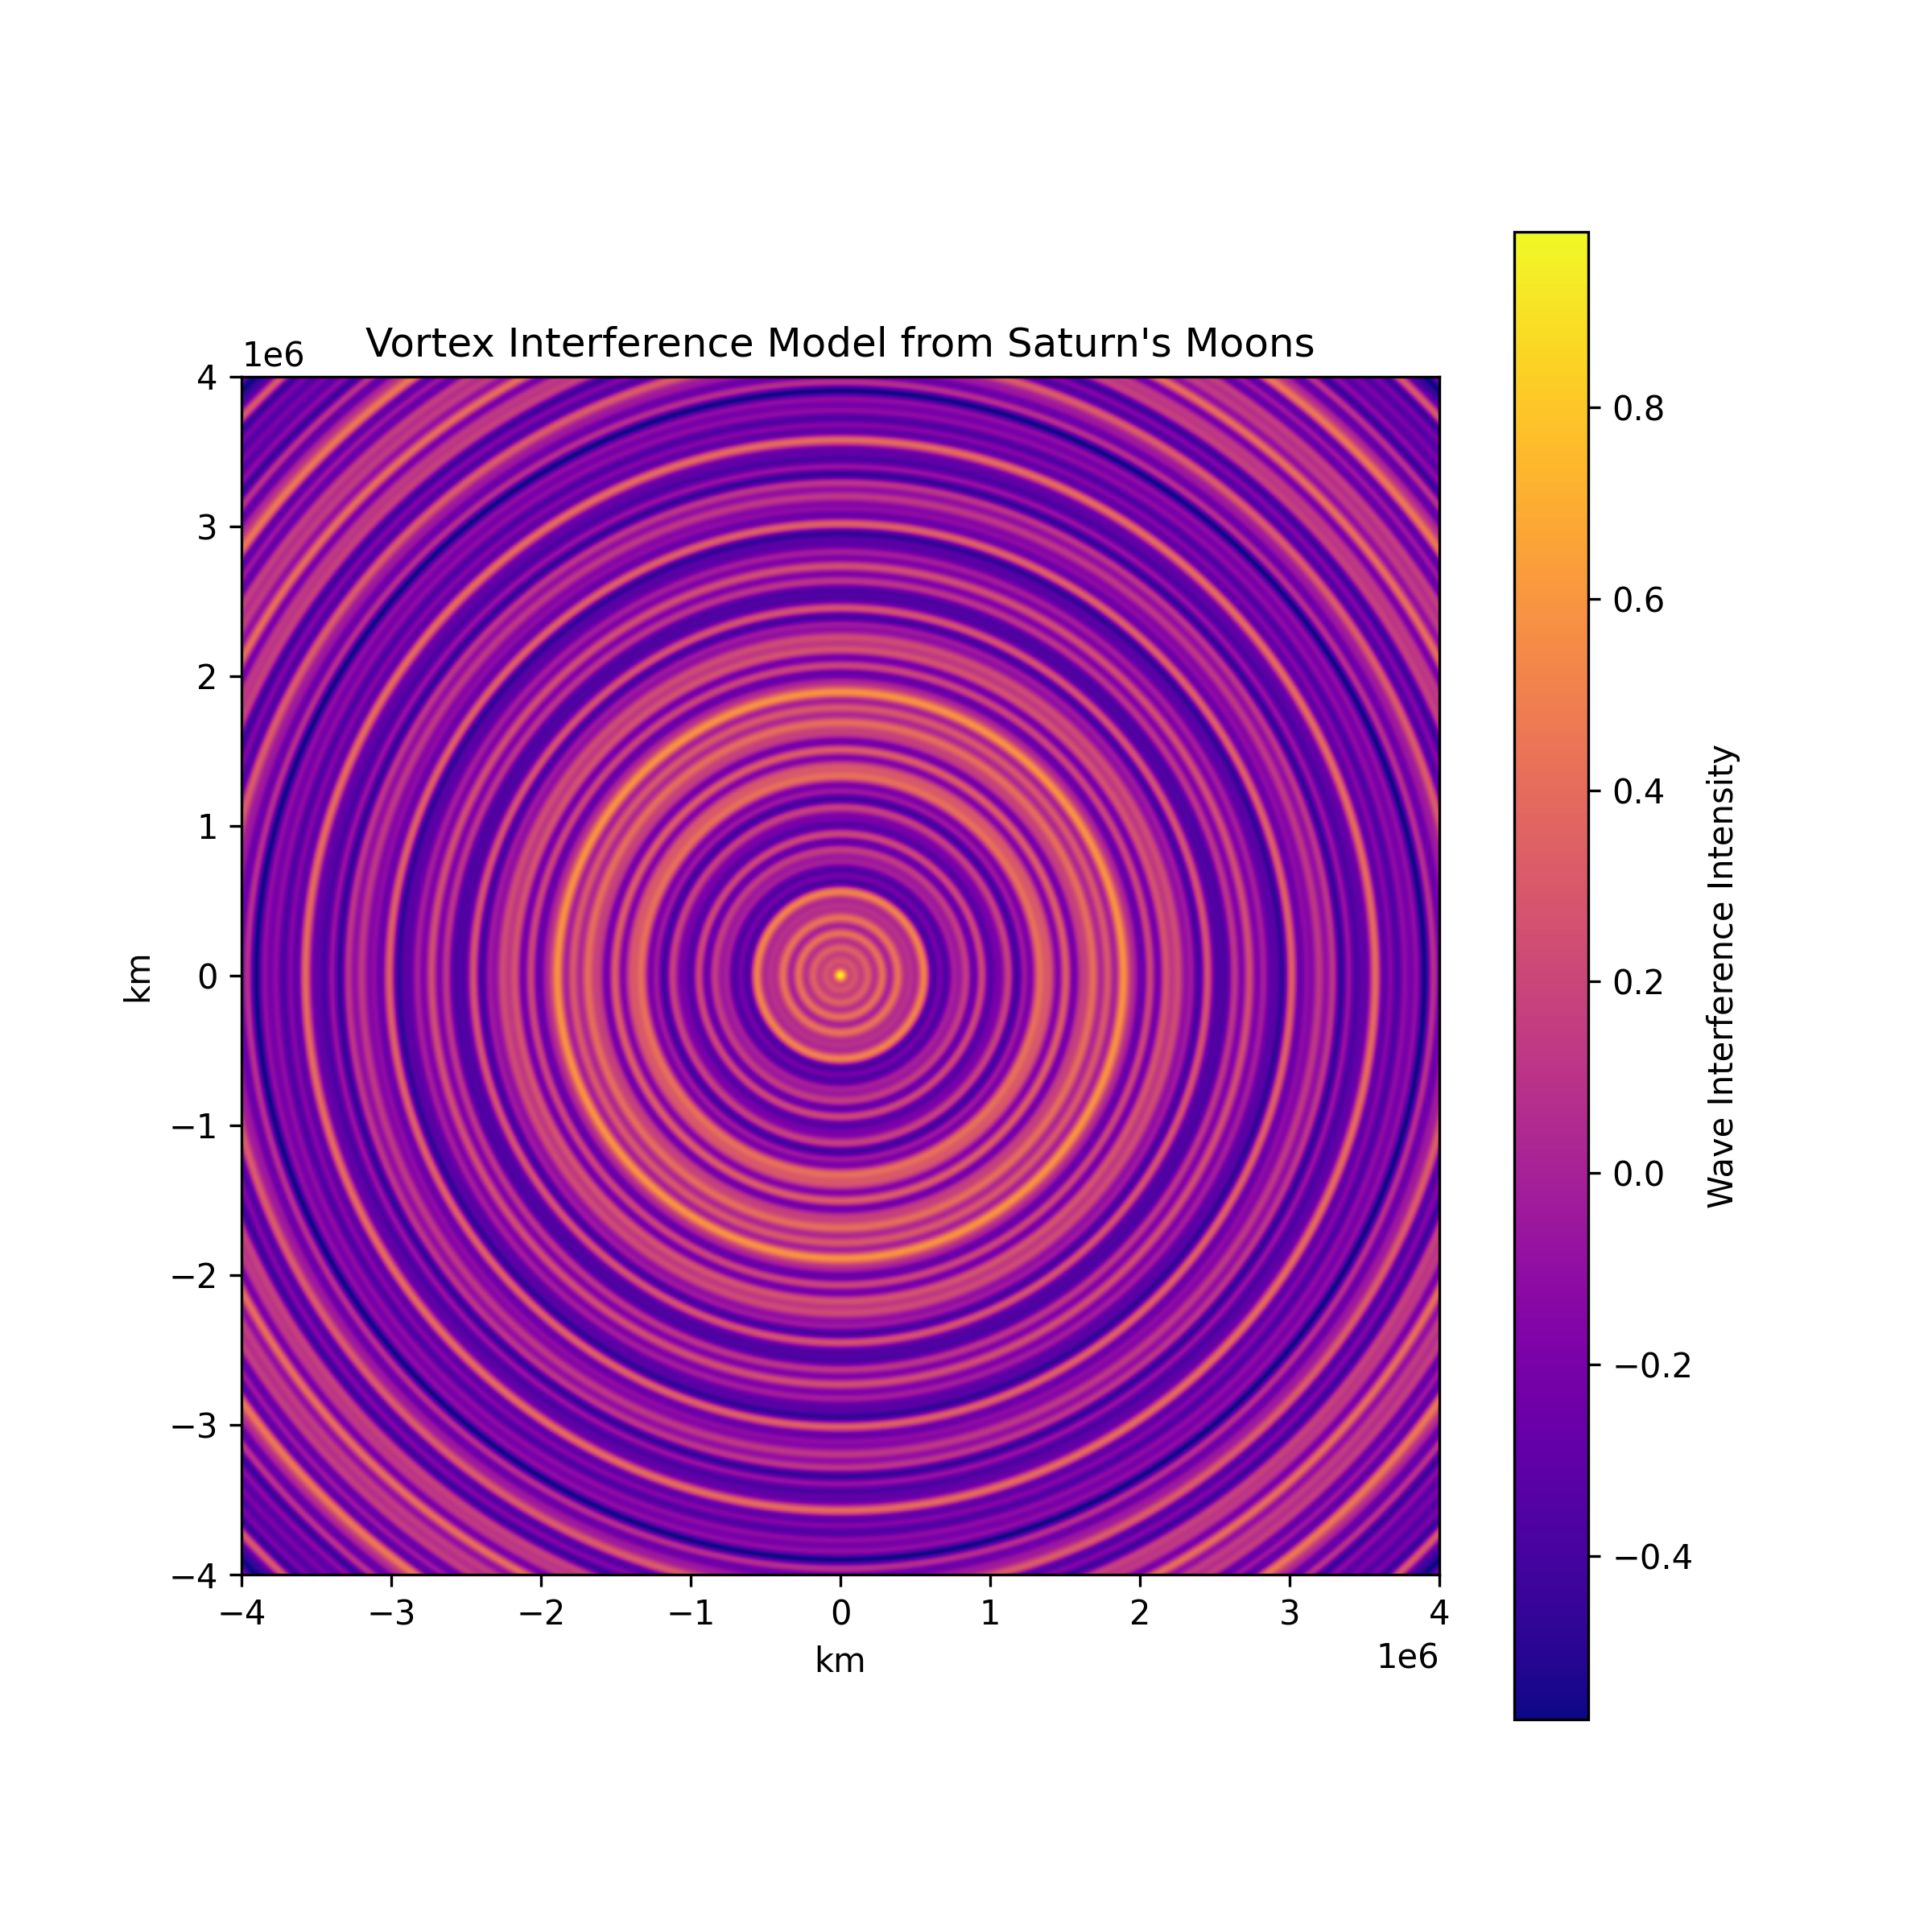 Vortex Interference Model from Saturn's Moons
1e6
4
3
2
1
0
−1
−2
−3
−4
km
−4 −3 −2 −1 0 1 2 3 4
1e6
km
0.8
0.6
0.4
0.2
0.0
−0.2
−0.4
Wave Interference Intensity